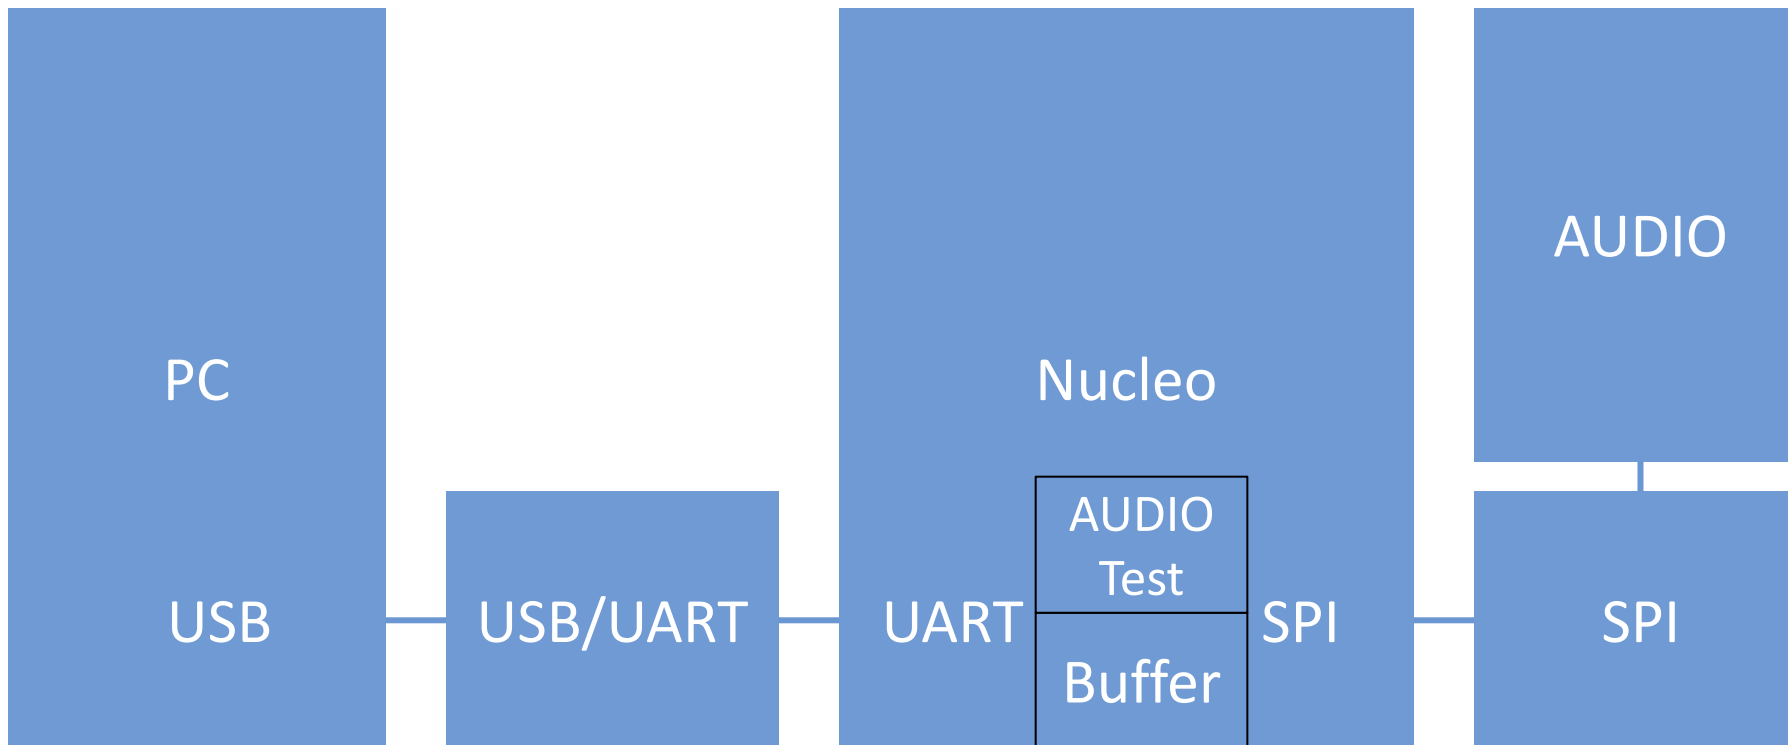 PC
USB
USB/UART
Nucleo
UART
AUDIO
Test
Buffer
SPI
AUDIO
SPI